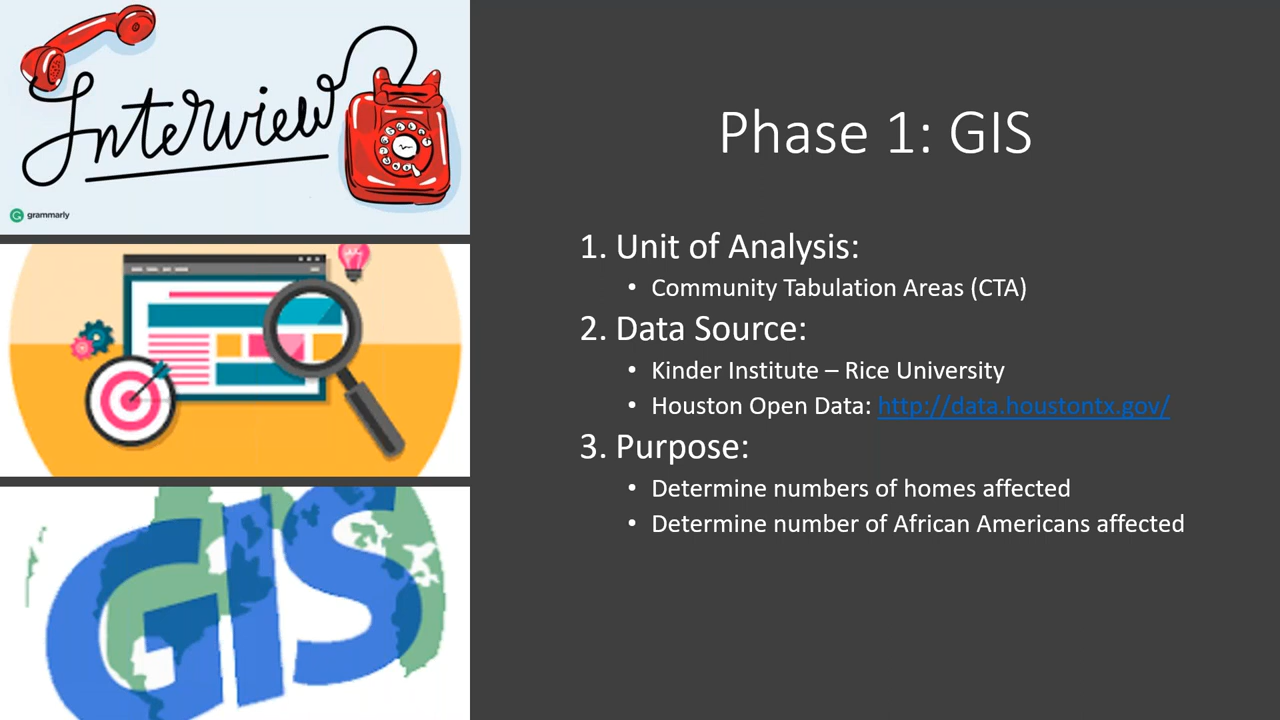 Interview
grammarly
GIS
Phase 1: GIS
1. Unit of Analysis:
• Community Tabulation Areas (CTA)
2. Data Source:
• Kinder Institute – Rice University
• Houston Open Data: http://data.houstontx.gov/
3. Purpose:
• Determine numbers of homes affected
• Determine number of African Americans affected